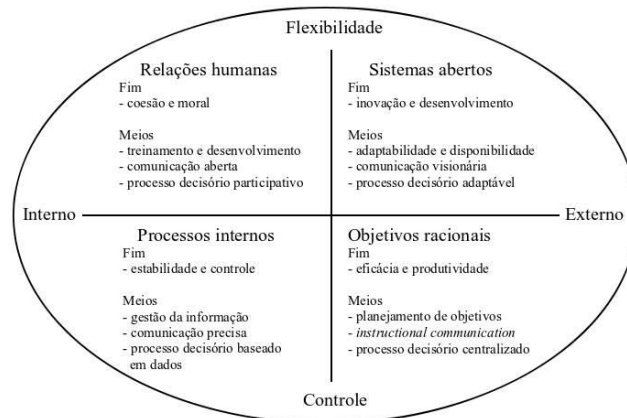 Flexibilidade
Relações humanas
Fim
- coesão e moral
Meios
- treinamento e desenvolvimento
- comunicação aberta
- processo decisório participativo
Sistemas abertos
Fim
- inovação e desenvolvimento
Meios
- adaptabilidade e disponibilidade
- comunicação visionária
- processo decisório adaptável
Interno
Externo
Processos internos
Fim
- estabilidade e controle
Meios
- gestão da informação
- comunicação precisa
- processo decisório baseado
em dados
Objetivos racionais
Fim
- eficácia e produtividade
Meios
- planejamento de objetivos
- instructional communication
- processo decisório centralizado
Controle